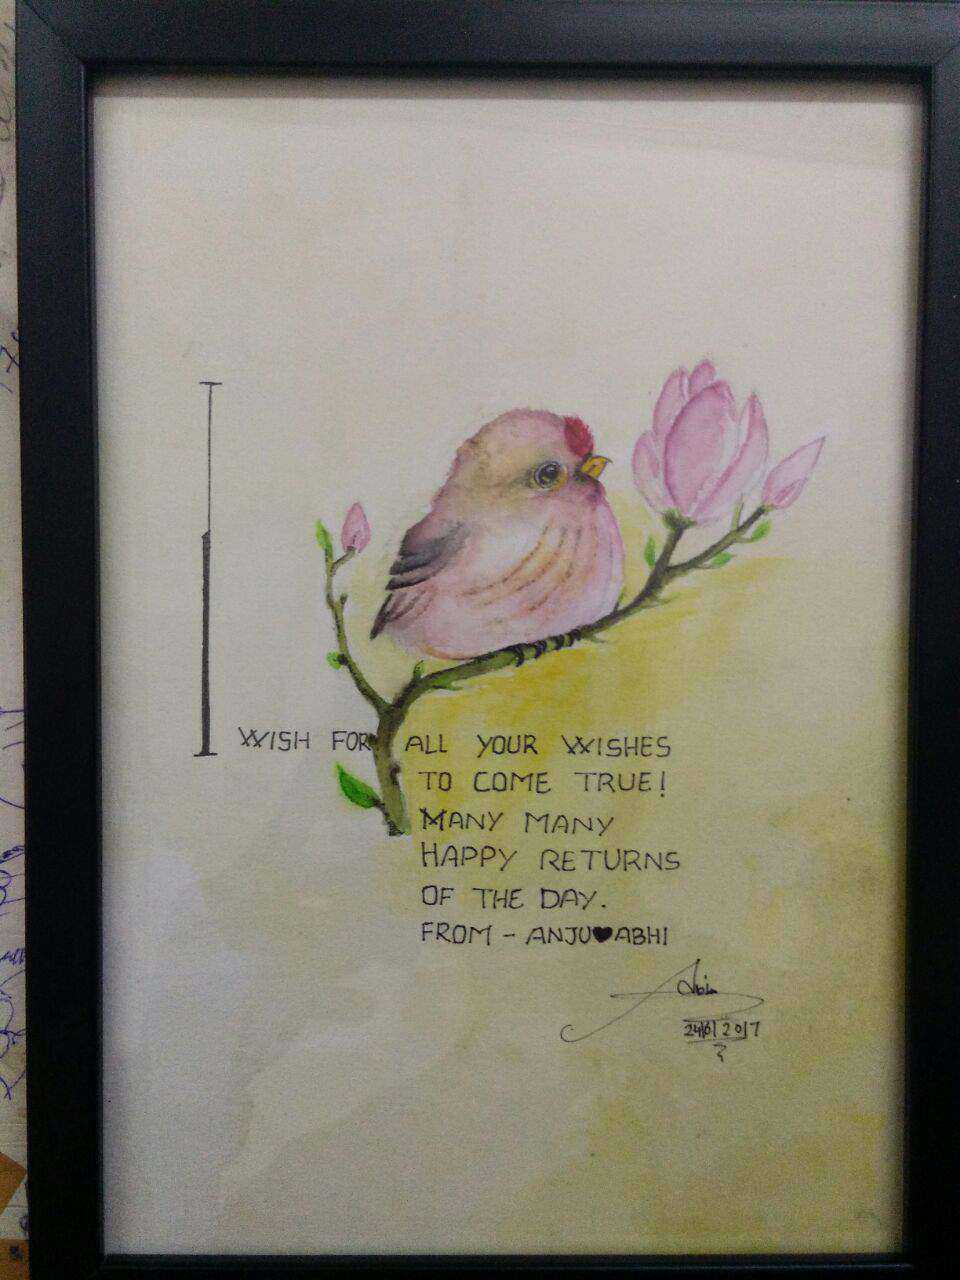 I WISH FOR ALL YOUR WISHES
TO COME TRUE!
MANY MANY
HAPPY RETURNS
OF THE DAY.
FROM - ANJU♥ABHI
24/6/2017